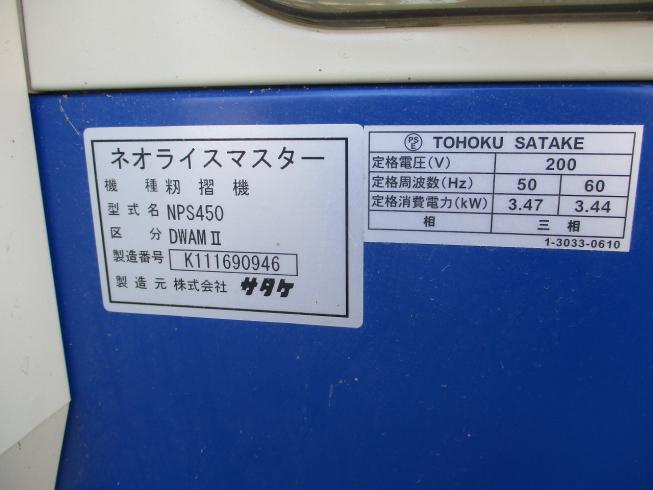 ネオライスマスター
機種 籾摺機
型式名 NPS450
区分 DWAMⅡ
製造番号 K111690946
製造元 株式会社 サタケ
PSE TOHOKU SATAKE
定格電圧(V) 200
定格周波数(Hz) 50 60
定格消費電力(kW) 3.47 3.44
相 三相
1-3033-0610